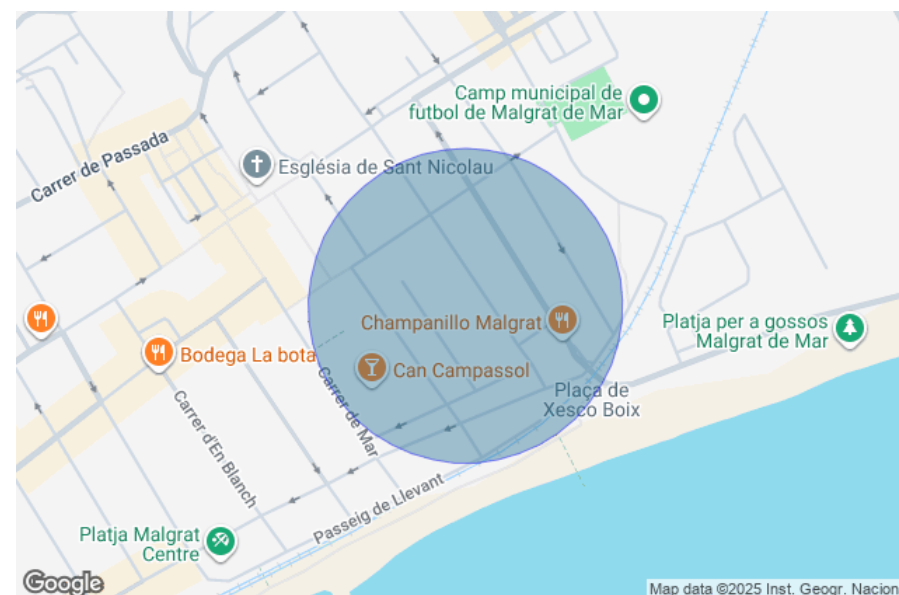 Camp municipal de
futbol de Malgrat de Mar
Carrer de Passada
Església de Sant Nicolau
Champanillo Malgrat
Platja per a gossos
Malgrat de Mar
Bodega La bota
Can Campassol
Carrer de Mar
Plaça de
Xesco Boix
Carrer d'En Blanch
Passeig de Llevant
Platja Malgrat
Centre
Google
Map data ©2025 Inst. Geogr. Nacion